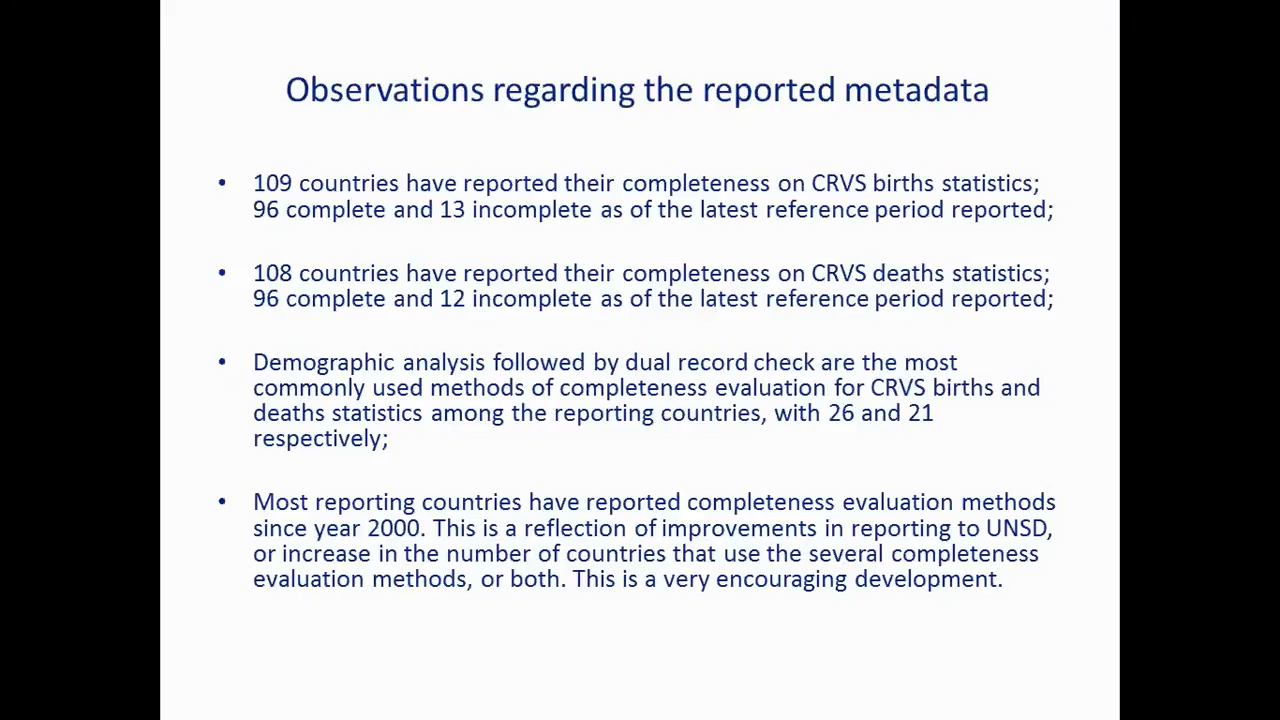 Observations regarding the reported metadata
• 109 countries have reported their completeness on CRVS births statistics;
96 complete and 13 incomplete as of the latest reference period reported;
• 108 countries have reported their completeness on CRVS deaths statistics;
96 complete and 12 incomplete as of the latest reference period reported;
• Demographic analysis followed by dual record check are the most
commonly used methods of completeness evaluation for CRVS births and
deaths statistics among the reporting countries, with 26 and 21
respectively;
• Most reporting countries have reported completeness evaluation methods
since year 2000. This is a reflection of improvements in reporting to UNSD,
or increase in the number of countries that use the several completeness
evaluation methods, or both. This is a very encouraging development.